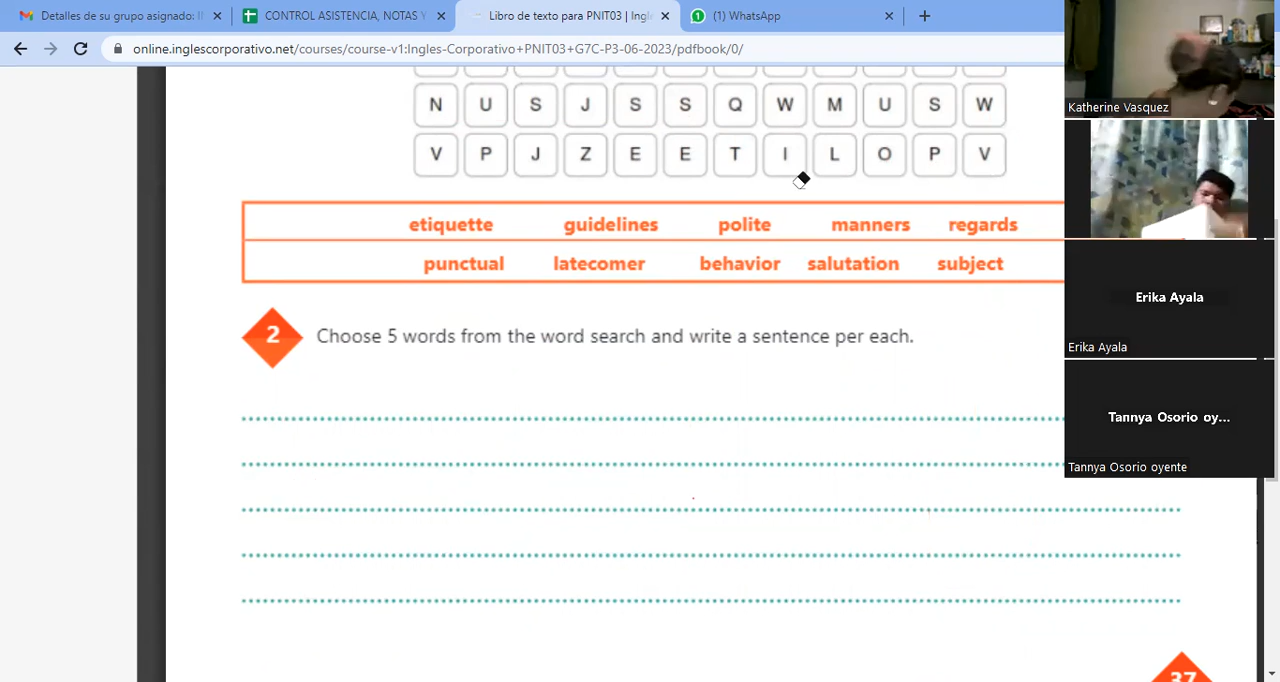 Detalles de su grupo asignado: II
CONTROL ASISTENCIA, NOTAS Y
Libro de texto para PNIT03 | Ingle
(1) WhatsApp
online.inglescorporativo.net/courses/course-v1:Ingles-Corporativo+PNIT03+G7C-P3-06-2023/pdfbook/0/
N U S J S S Q W M U S W
V P J Z E E T I L O P V
etiquette guidelines polite manners regards
punctual latecomer behavior salutation subject
2 Choose 5 words from the word search and write a sentence per each.
37
Katherine Vasquez
Erika Ayala
Erika Ayala
Tannya Osorio oy...
Tannya Osorio oyente